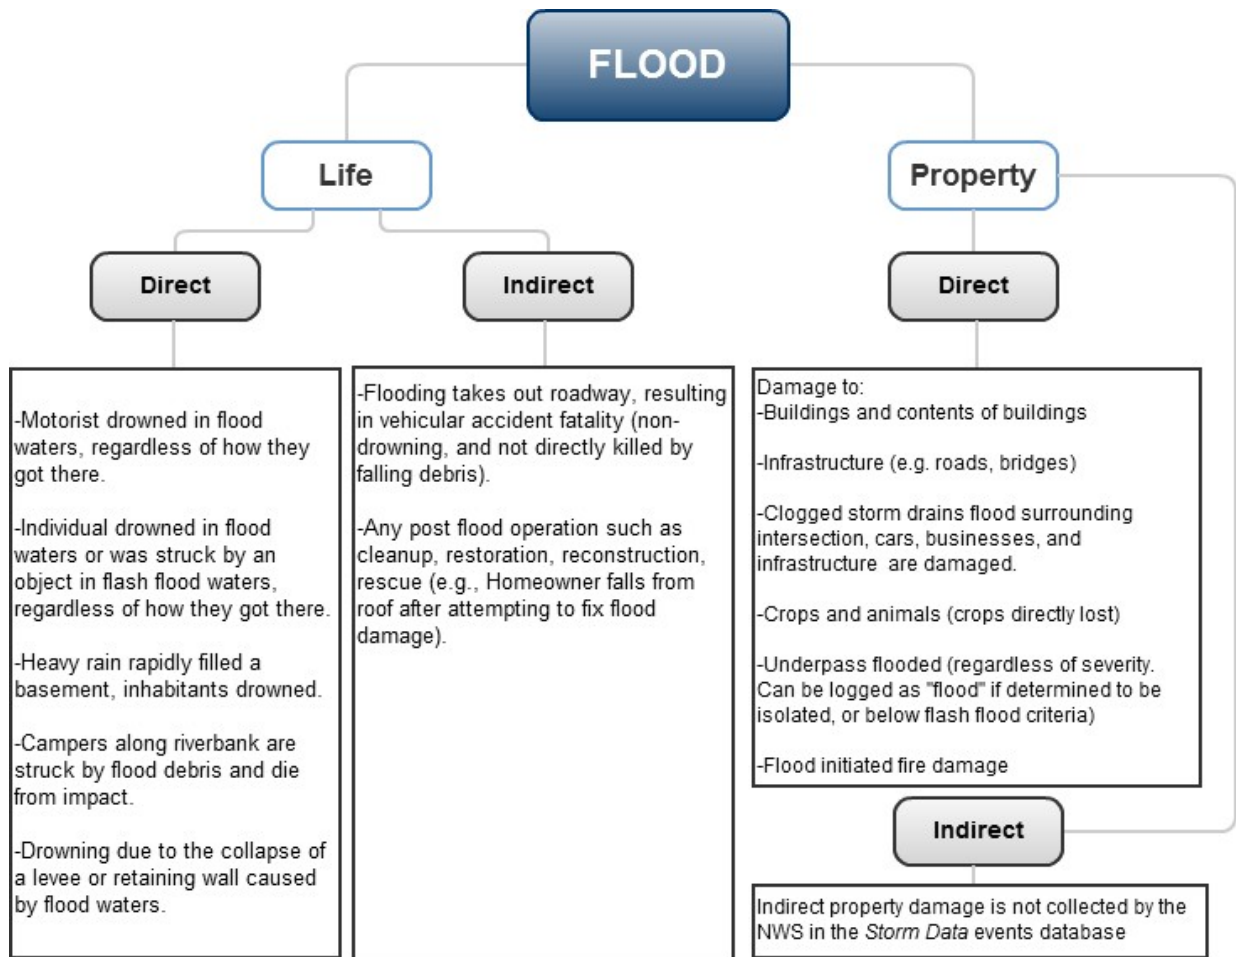 FLOOD
Life
Property
Direct
Indirect
Direct
-Motorist drowned in flood
waters, regardless of how they
got there.
-Individual drowned in flood
waters or was struck by an
object in flash flood waters,
regardless of how they got there.
-Heavy rain rapidly filled a
basement, inhabitants drowned.
-Campers along riverbank are
struck by flood debris and die
from impact.
-Drowning due to the collapse of
a levee or retaining wall caused
by flood waters.
-Flooding takes out roadway, resulting
in vehicular accident fatality (non-
drowning, and not directly killed by
falling debris).
-Any post flood operation such as
cleanup, restoration, reconstruction,
rescue (e.g., Homeowner falls from
roof after attempting to fix flood
damage).
Damage to:
-Buildings and contents of buildings
-Infrastructure (e.g. roads, bridges)
-Clogged storm drains flood surrounding
intersection, cars, businesses, and
infrastructure are damaged.
-Crops and animals (crops directly lost)
-Underpass flooded (regardless of severity.
Can be logged as "flood" if determined to be
isolated, or below flash flood criteria)
-Flood initiated fire damage
Indirect
Indirect property damage is not collected by the
NWS in the Storm Data events database